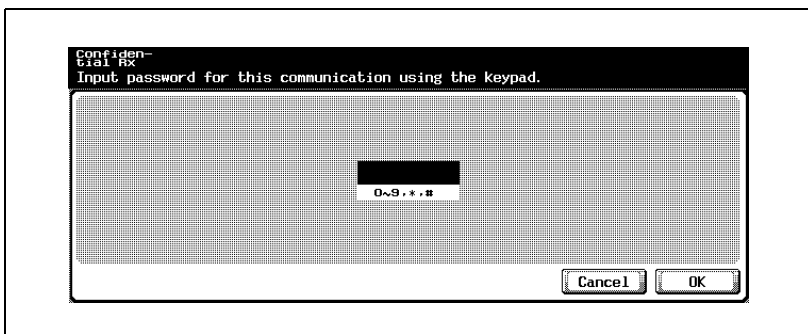 Confiden-
tial Rx
Input password for this communication using the keypad.
0~9,*,#
Cancel OK